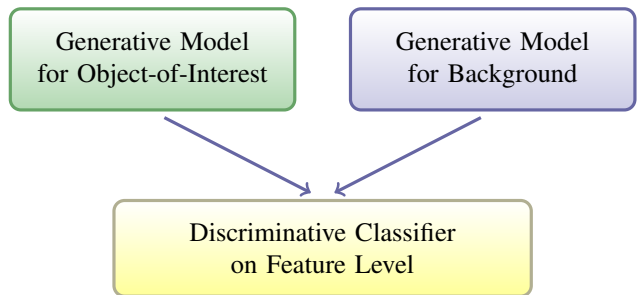 Generative Model
for Object-of-Interest
Generative Model
for Background
Discriminative Classifier
on Feature Level